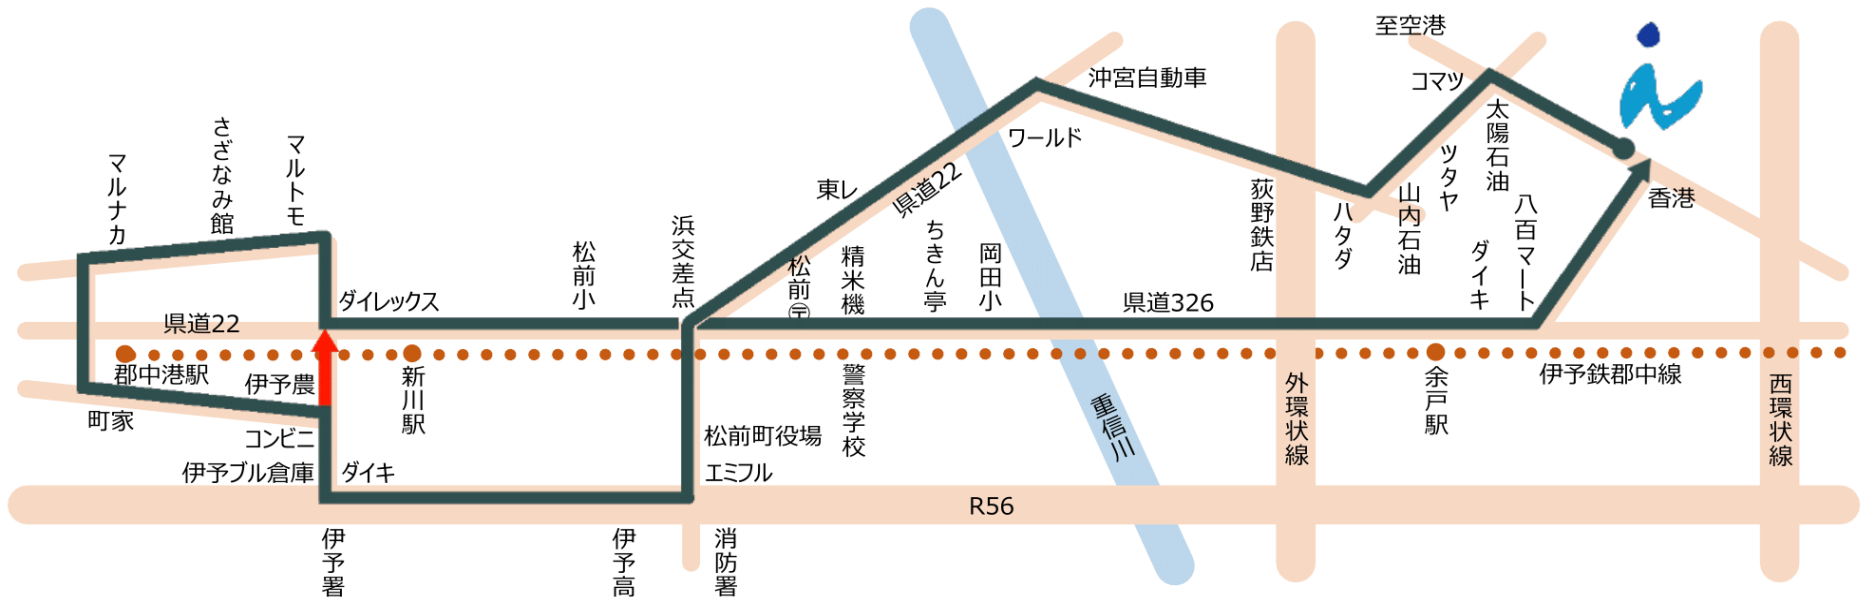 至空港
コマツ
沖宮自動車
太陽石油
さざなみ館
マルトモ
マルナカ
ワールド
ツタヤ
東レ
県道22
荻野鉄店
ハタダ
山内石油
八百マート
香港
浜交差点
松前小
松前〶
精米機
ちきん亭
岡田小
ダイキ
ダイレックス
県道326
県道22
郡中港駅
伊予農
新川駅
警察学校
重信川
外環状線
余戸駅
伊予鉄郡中線
西環状線
町家
コンビニ
松前町役場
伊予ブル倉庫
ダイキ
エミフル
R56
伊予署
伊予高
消防署